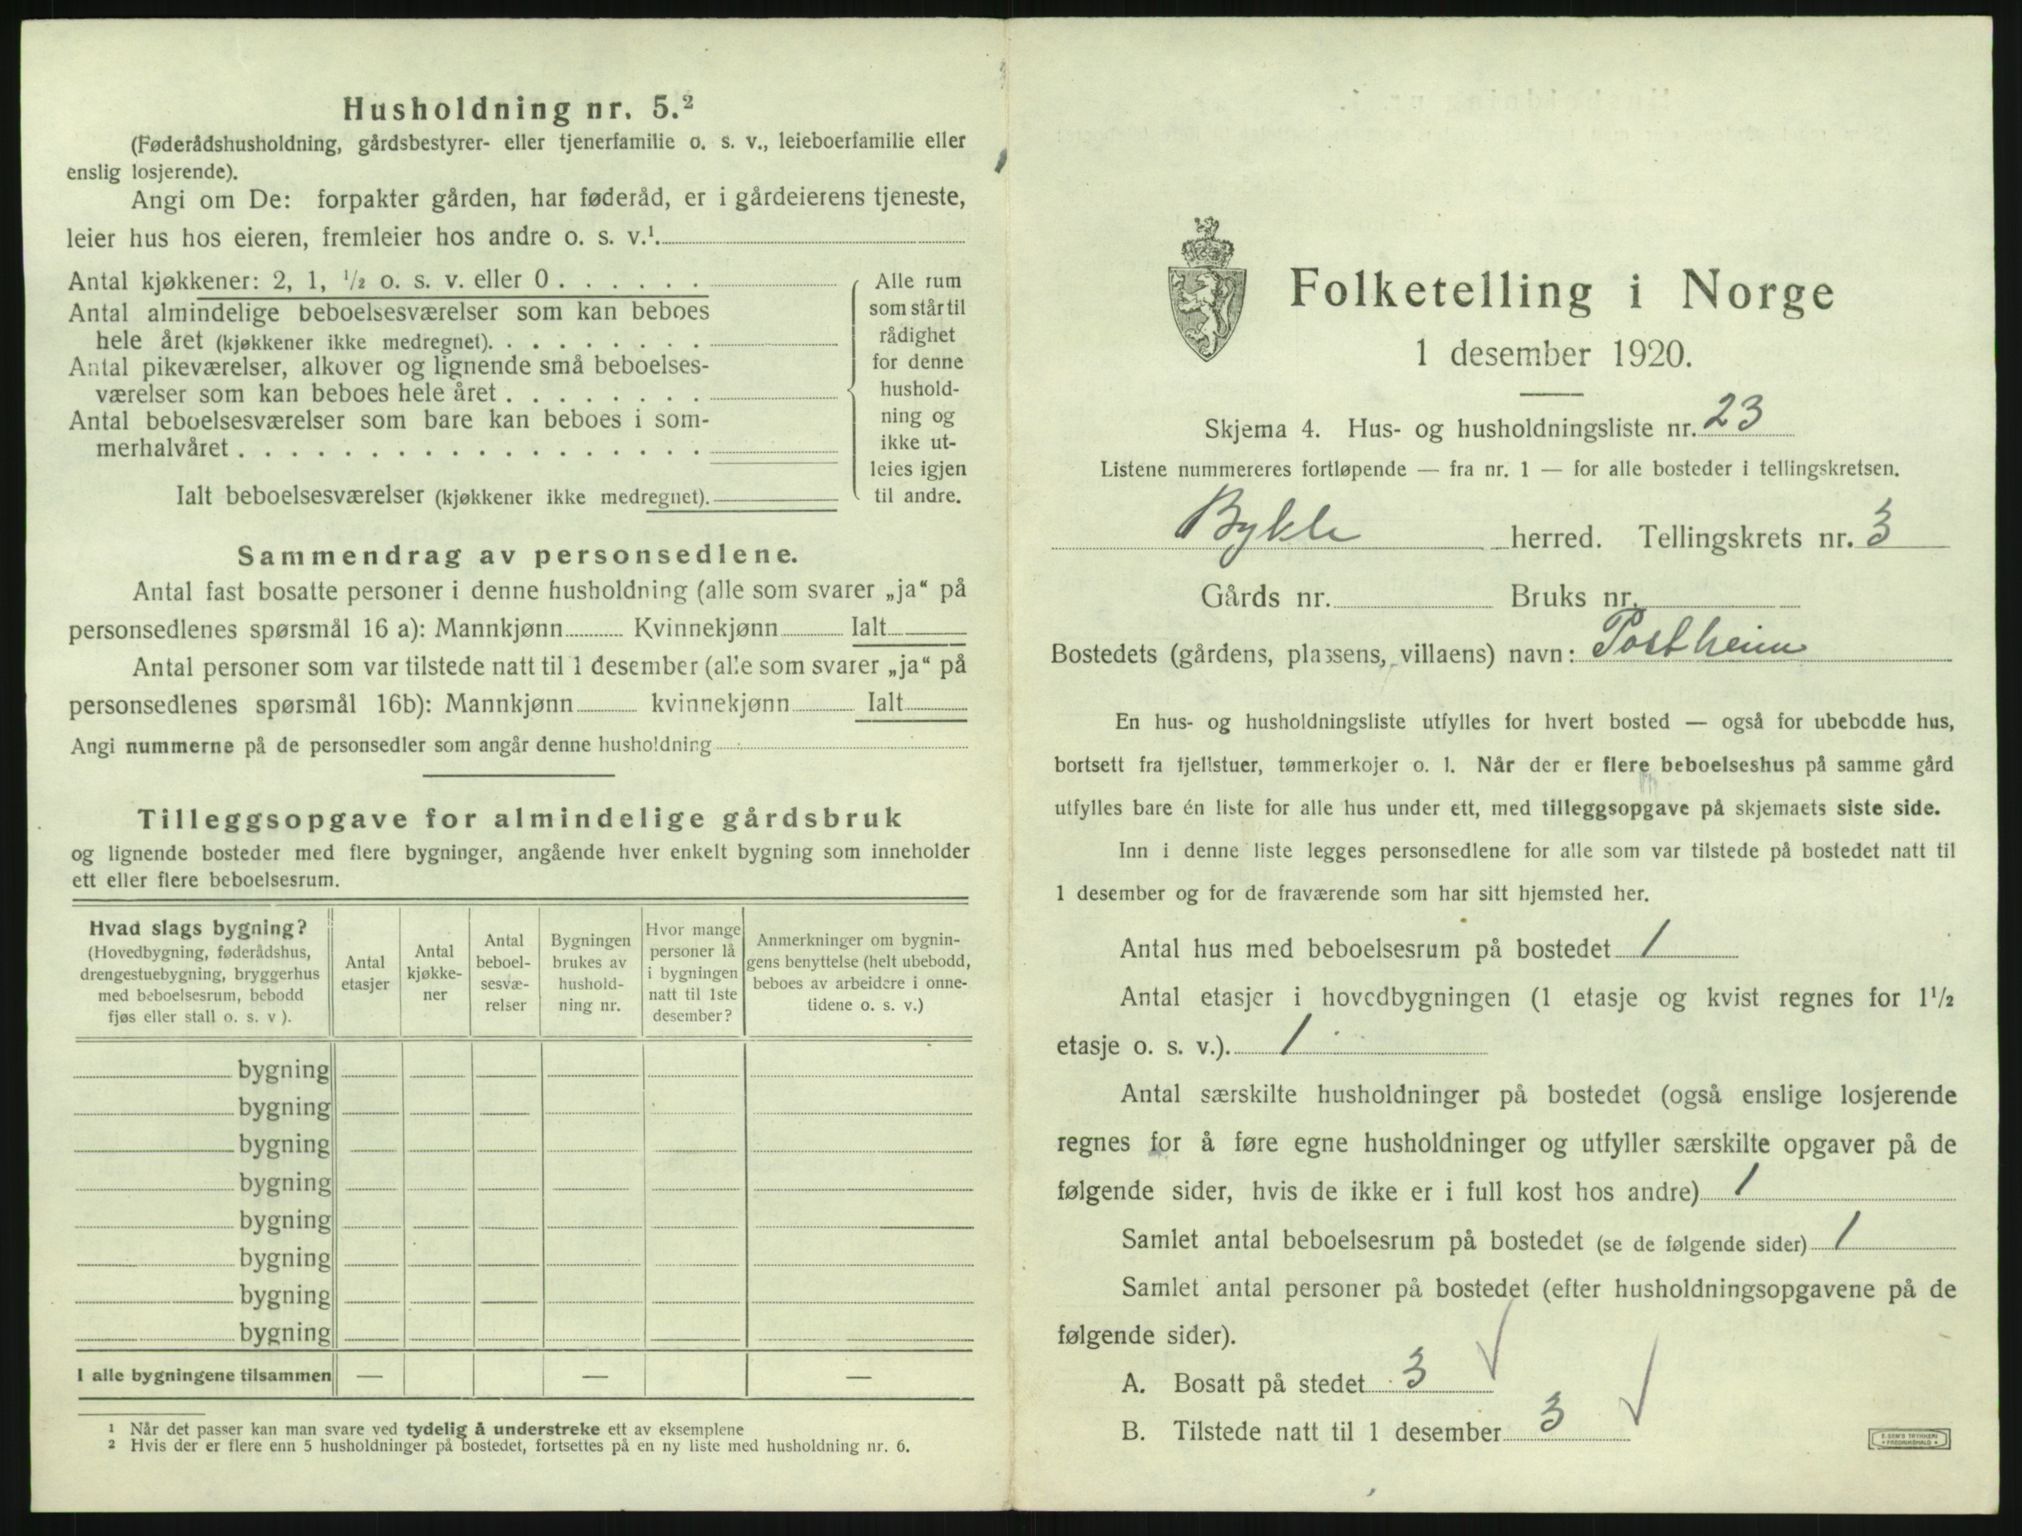 Husholdning nr. 5.²
(Føderådshusholdning, gårdsbestyrer- eller tjenerfamilie o. s. v., leieboerfamilie eller
enslig losjerende).
Angi om De: forpakter gården, har føderåd, er i gårdeierens tjeneste,
leier hus hos eieren, fremleier hos andre o. s. v.¹
Antal kjøkkener: 2, 1, ½ o. s. v. eller 0
Antal almindelige beboelsesværelser som kan beboes
hele året (kjøkkener ikke medregnet).
Antal pikeværelser, alkover og lignende små beboelses-
værelser som kan beboes hele året
Antal beboelsesværelser som bare kan beboes i som-
merhalvåret
Ialt beboelsesværelser (kjøkkener ikke medregnet).
Alle rum
som står til
rådighet
for denne
hushold-
ning og
ikke ut-
leies igjen
til andre.
Sammendrag av personsedlene.
Antal fast bosatte personer i denne husholdning (alle som svarer „ja“ på
personsedlenes spørsmål 16 a): Mannkjønn Kvinnekjønn Ialt
Antal personer som var tilstede natt til 1 desember (alle som svarer „ja“ på
personsedlenes spørsmål 16b): Mannkjønn kvinnekjønn Ialt
Angi nummerne på de personsedler som angår denne husholdning
Tilleggsopgave for almindelige gårdsbruk
og lignende bosteder med flere bygninger, angående hver enkelt bygning som inneholder
ett eller flere beboelsesrum.
Hvad slags bygning?
(Hovedbygning, føderådshus,
drengestuebygning, bryggerhus
med beboelsesrum, bebodd
fjøs eller stall o. s. v ).
Antal
etasjer
Antal
kjøkke-
ner
Antal
beboel-
sesvæ-
relser
Bygningen
brukes av
hushold-
ning nr.
Hvor mange
personer lå
i bygningen
natt til 1ste
desember?
Anmerkninger om bygnin-
gens benyttelse (helt ubebodd,
beboes av arbeidere i onne-
tidene o. s. v.)
bygning
bygning
bygning
bygning
bygning
bygning
bygning
bygning
I alle bygningene tilsammen — — —
¹ Når det passer kan man svare ved tydelig å understreke ett av eksemplene
² Hvis der er flere enn 5 husholdninger på bostedet, fortsettes på en ny liste med husholdning nr. 6.
Folketelling i Norge
1 desember 1920.
Skjema 4. Hus- og husholdningsliste nr. 23
Listene nummereres fortløpende — fra nr. 1 — for alle bosteder i tellingskretsen.
Bykle herred. Tellingskrets nr. 3
Gårds nr. Bruks nr.
Bostedets (gårdens, plassens, villaens) navn: Postheim
En hus- og husholdningsliste utfylles for hvert bosted — også for ubebodde hus,
bortsett fra fjellstuer, tømmerkojer o. l. Når der er flere beboelseshus på samme gård
utfylles bare én liste for alle hus under ett, med tilleggsopgave på skjemaets siste side.
Inn i denne liste legges personsedlene for alle som var tilstede på bostedet natt til
1 desember og for de fraværende som har sitt hjemsted her.
Antal hus med beboelsesrum på bostedet 1
Antal etasjer i hovedbygningen (1 etasje og kvist regnes for 1½
etasje o. s. v.). 1
Antal særskilte husholdninger på bostedet (også enslige losjerende
regnes for å føre egne husholdninger og utfyller særskilte opgaver på de
følgende sider, hvis de ikke er i full kost hos andre) 1
Samlet antal beboelsesrum på bostedet (se de følgende sider) 1
Samlet antal personer på bostedet (efter husholdningsopgavene på de
følgende sider).
A. Bosatt på stedet 3 ✓
B. Tilstede natt til 1 desember 3 ✓